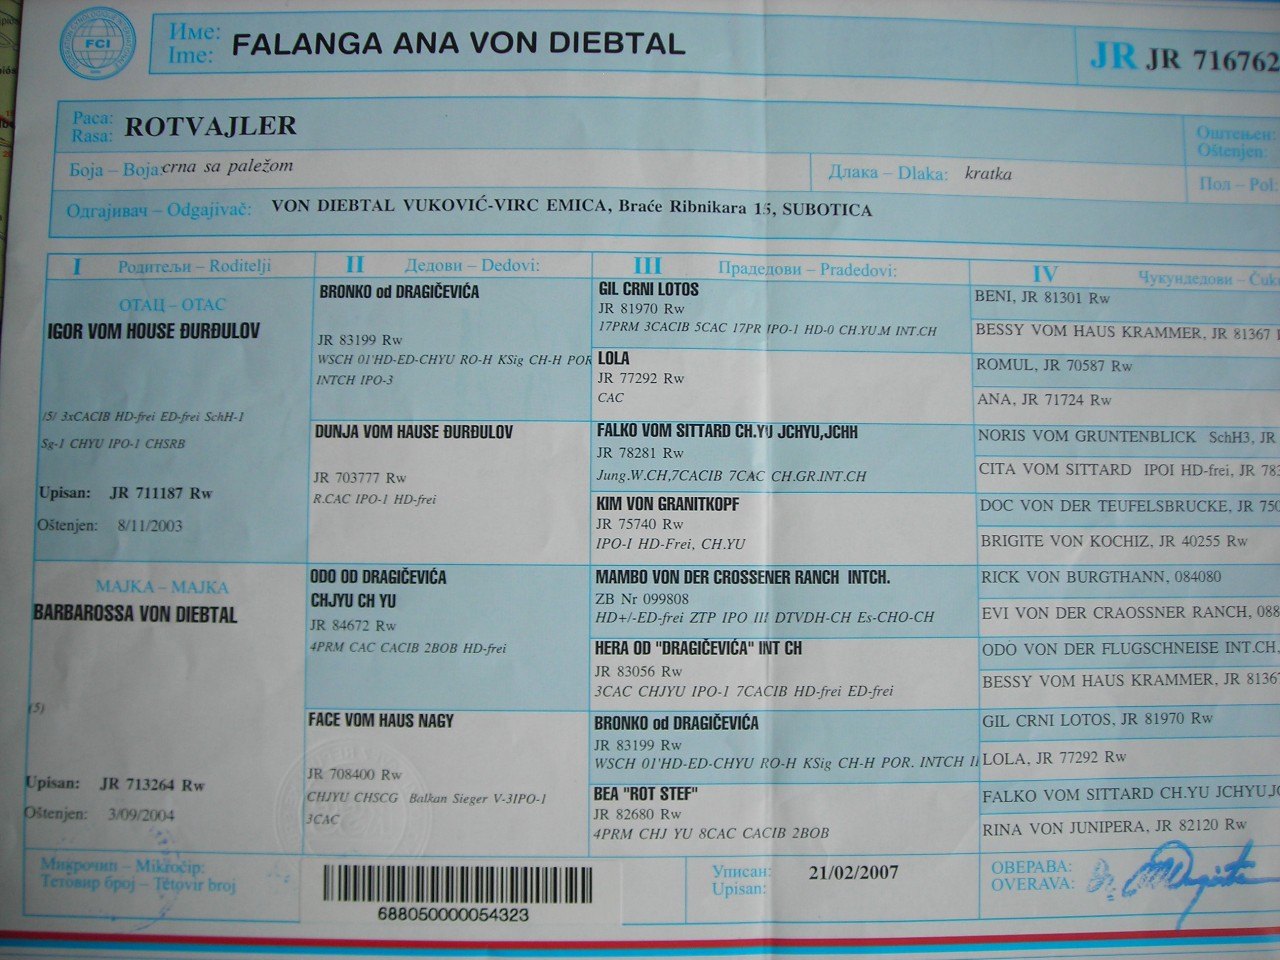 FCI
Име:
Ime: FALANGA ANA VON DIEBTAL
JR JR 716762
Раса:
Rasa: ROTVAJLER
Оштењен:
Oštenjen:
Боја – Boja: crna sa paležom
Длака – Dlaka: kratka
Пол – Pol:
Одгајивач – Odgajivač: VON DIEBTAL VUKOVIĆ-VIRC EMICA, Braće Ribnikara 15, SUBOTICA
I Родитељи – Roditelji
II Дедови – Dedovi:
III Прадедови – Pradedovi:
IV Чукундедови – Čuku
ОТАЦ – OTAC
IGOR VOM HOUSE ĐURĐULOV
/5/ 3xCACIB HD-frei ED-frei SchH-1
Sg-1 CHYU IPO-1 CHSRB
Upisan: JR 711187 Rw
Oštenjen: 8/11/2003
МАЈКА – MAJKA
BARBAROSSA VON DIEBTAL
(5)
Upisan: JR 713264 Rw
Oštenjen: 3/09/2004
BRONKO od DRAGIČEVIĆA
JR 83199 Rw
WSCH 01'HD-ED-CHYU RO-H KSig CH-H POR
INTCH IPO-3
DUNJA VOM HAUSE ĐURĐULOV
JR 703777 Rw
R.CAC IPO-1 HD-frei
ODO OD DRAGIČEVIĆA
CHJYU CH YU
JR 84672 Rw
4PRM CAC CACIB 2BOB HD-frei
FACE VOM HAUS NAGY
JR 708400 Rw
CHJYU CHSCG Balkan Sieger V-3IPO-1
3CAC
GIL CRNI LOTOS
JR 81970 Rw
17PRM 3CACIB 5CAC 17PR IPO-1 HD-0 CH.YU.M INT.CH
LOLA
JR 77292 Rw
CAC
FALKO VOM SITTARD CH.YU JCHYU,JCHH
JR 78281 Rw
Jung.W.CH,7CACIB 7CAC CH.GR.INT.CH
KIM VON GRANITKOPF
JR 75740 Rw
IPO-I HD-Frei, CH.YU
MAMBO VON DER CROSSENER RANCH INTCH.
ZB Nr 099808
HD+/-ED-frei ZTP IPO III DTVDH-CH Es-CHO-CH
HERA OD "DRAGIČEVIĆA" INT CH
JR 83056 Rw
3CAC CHJYU IPO-1 7CACIB HD-frei ED-frei
BRONKO od DRAGIČEVIĆA
JR 83199 Rw
WSCH 01'HD-ED-CHYU RO-H KSig CH-H POR. INTCH II
BEA "ROT STEF"
JR 82680 Rw
4PRM CHJ YU 8CAC CACIB 2BOB
BENI, JR 81301 Rw
BESSY VOM HAUS KRAMMER, JR 81367
ROMUL, JR 70587 Rw
ANA, JR 71724 Rw
NORIS VOM GRUNTENBLICK SchH3, JR
CITA VOM SITTARD IPOI HD-frei, JR 783
DOC VON DER TEUFELSBRUCKE, JR 750
BRIGITE VON KOCHIZ, JR 40255 Rw
RICK VON BURGTHANN, 084080
EVI VON DER CRAOSSNER RANCH, 088
ODO VON DER FLUGSCHNEISE INT.CH,
BESSY VOM HAUS KRAMMER, JR 81367
GIL CRNI LOTOS, JR 81970 Rw
LOLA, JR 77292 Rw
FALKO VOM SITTARD CH.YU JCHYU,JC
RINA VON JUNIPERA, JR 82120 Rw
Микрочип – Mikročip:
Тетовир број – Tetovir broj
688050000054323
Уписан:
Upisan: 21/02/2007
ОВЕРАВА:
OVERAVA: